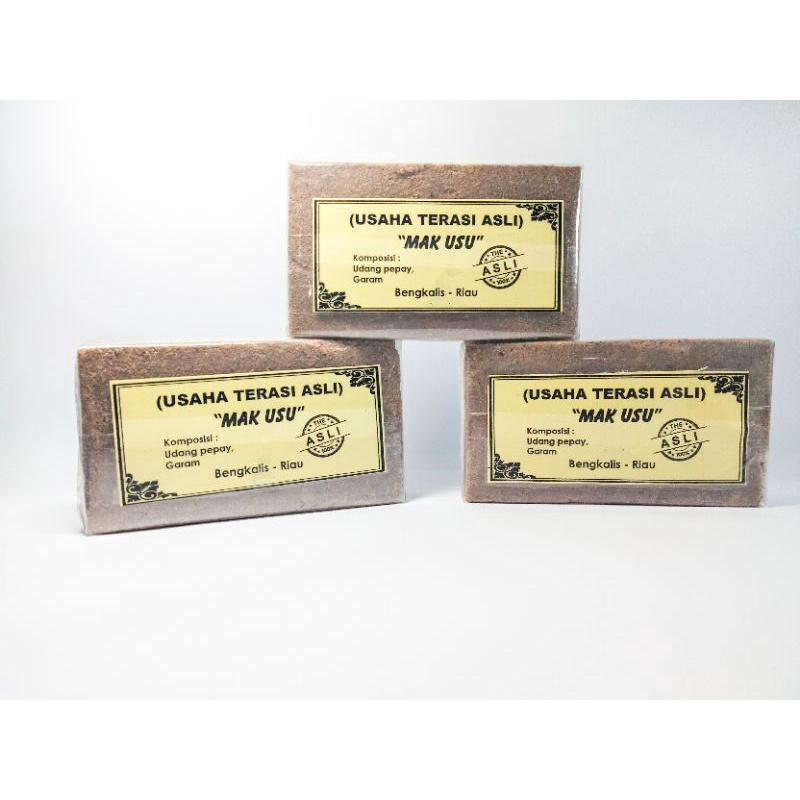 (USAHA TERASI ASLI)
"MAK USU"
Komposisi :
Udang pepay,
Garam
THE
ASLI
100%
Bengkalis - Riau
(USAHA TERASI ASLI)
"MAK USU"
Komposisi :
Udang pepay,
Garam
THE
ASLI
100%
Bengkalis - Riau
(USAHA TERASI ASLI)
"MAK USU"
Komposisi :
Udang pepay,
Garam
THE
ASLI
100%
Bengkalis - Riau